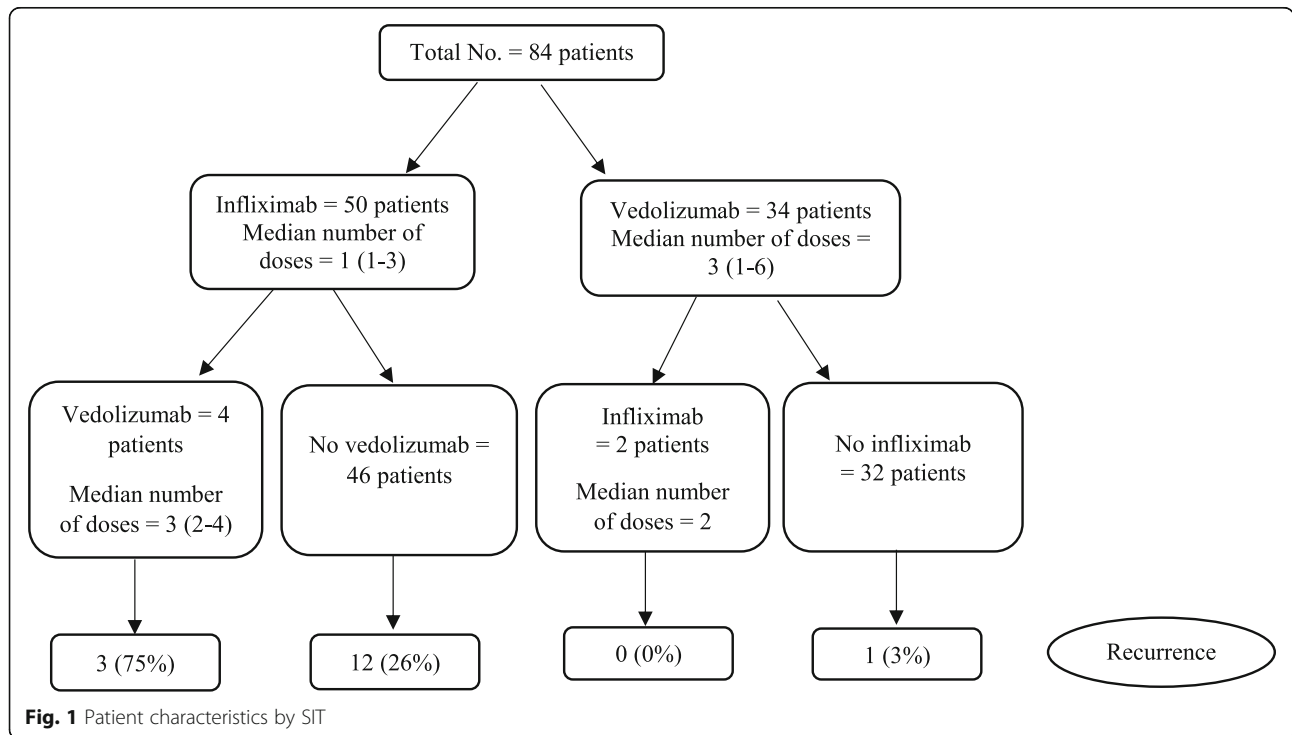 Total No. = 84 patients
Infliximab = 50 patients
Median number of
doses = 1 (1-3)
Vedolizumab = 34 patients
Median number of doses =
3 (1-6)
Vedolizumab = 4
patients
Median number
of doses = 3 (2-4)
No vedolizumab =
46 patients
Infliximab
= 2 patients
Median number
of doses = 2
No infliximab
= 32 patients
3 (75%)
12 (26%)
0 (0%)
1 (3%)
Recurrence
Fig. 1 Patient characteristics by SIT